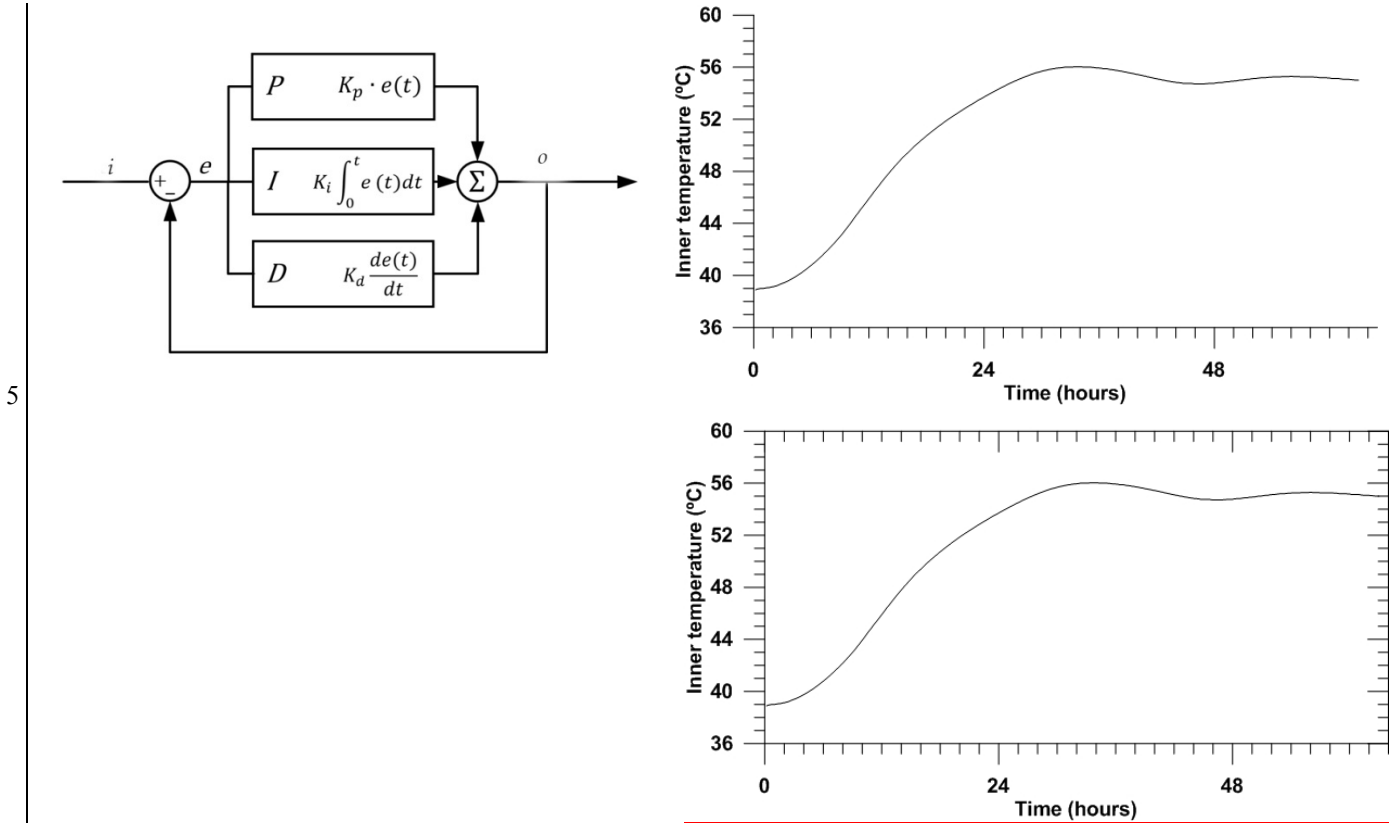 5
P K_p · e(t)
i
+
−
e
I K_i ∫_0^t e (t)dt
Σ
o
D K_d de(t)/dt
60
56
52
48
44
40
36
Inner temperature (ºC)
0 24 48
Time (hours)
60
56
52
48
44
40
36
Inner temperature (ºC)
0 24 48
Time (hours)